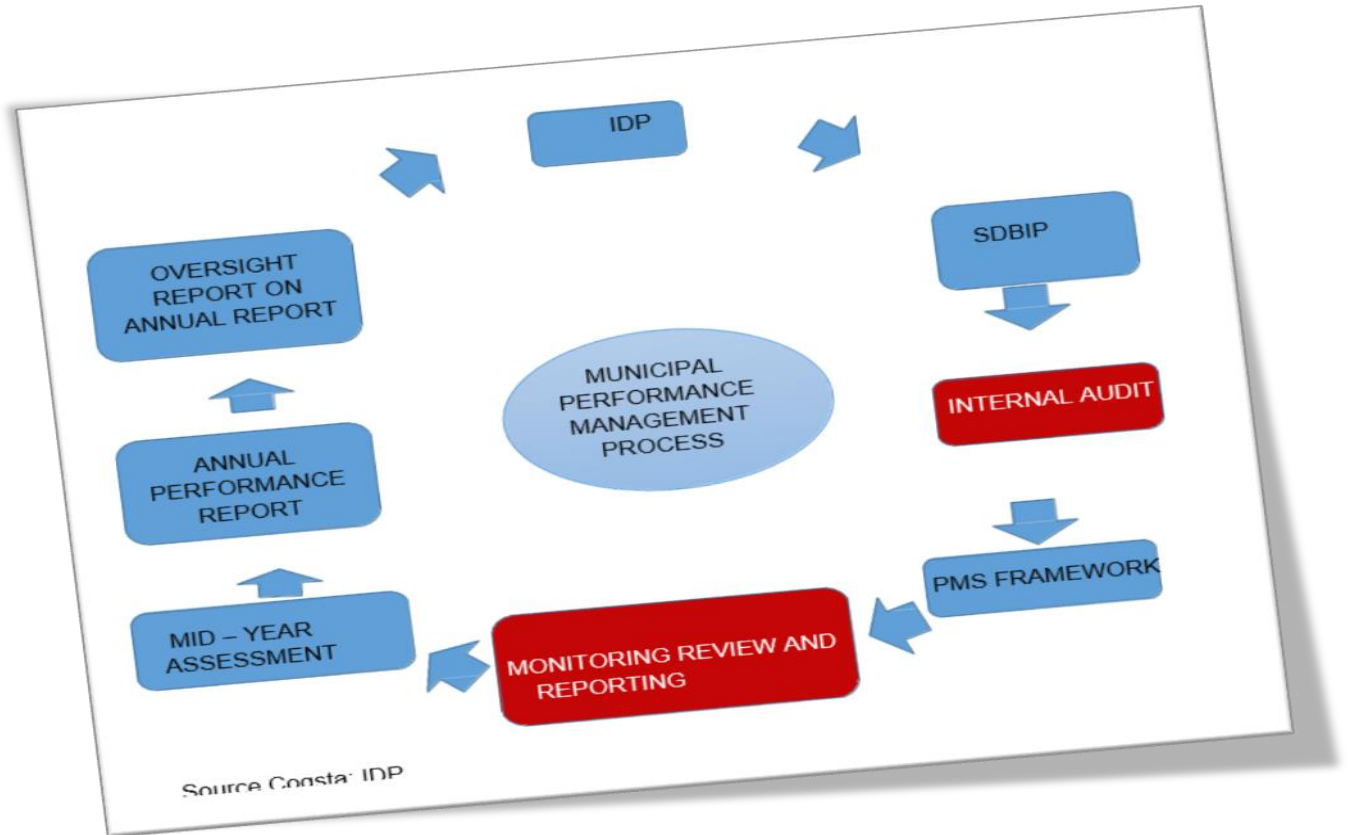 IDP
SDBIP
INTERNAL AUDIT
PMS FRAMEWORK
MONITORING REVIEW AND
REPORTING
MID – YEAR
ASSESSMENT
ANNUAL
PERFORMANCE
REPORT
OVERSIGHT
REPORT ON
ANNUAL REPORT
MUNICIPAL
PERFORMANCE
MANAGEMENT
PROCESS
Source Cogsta: IDP